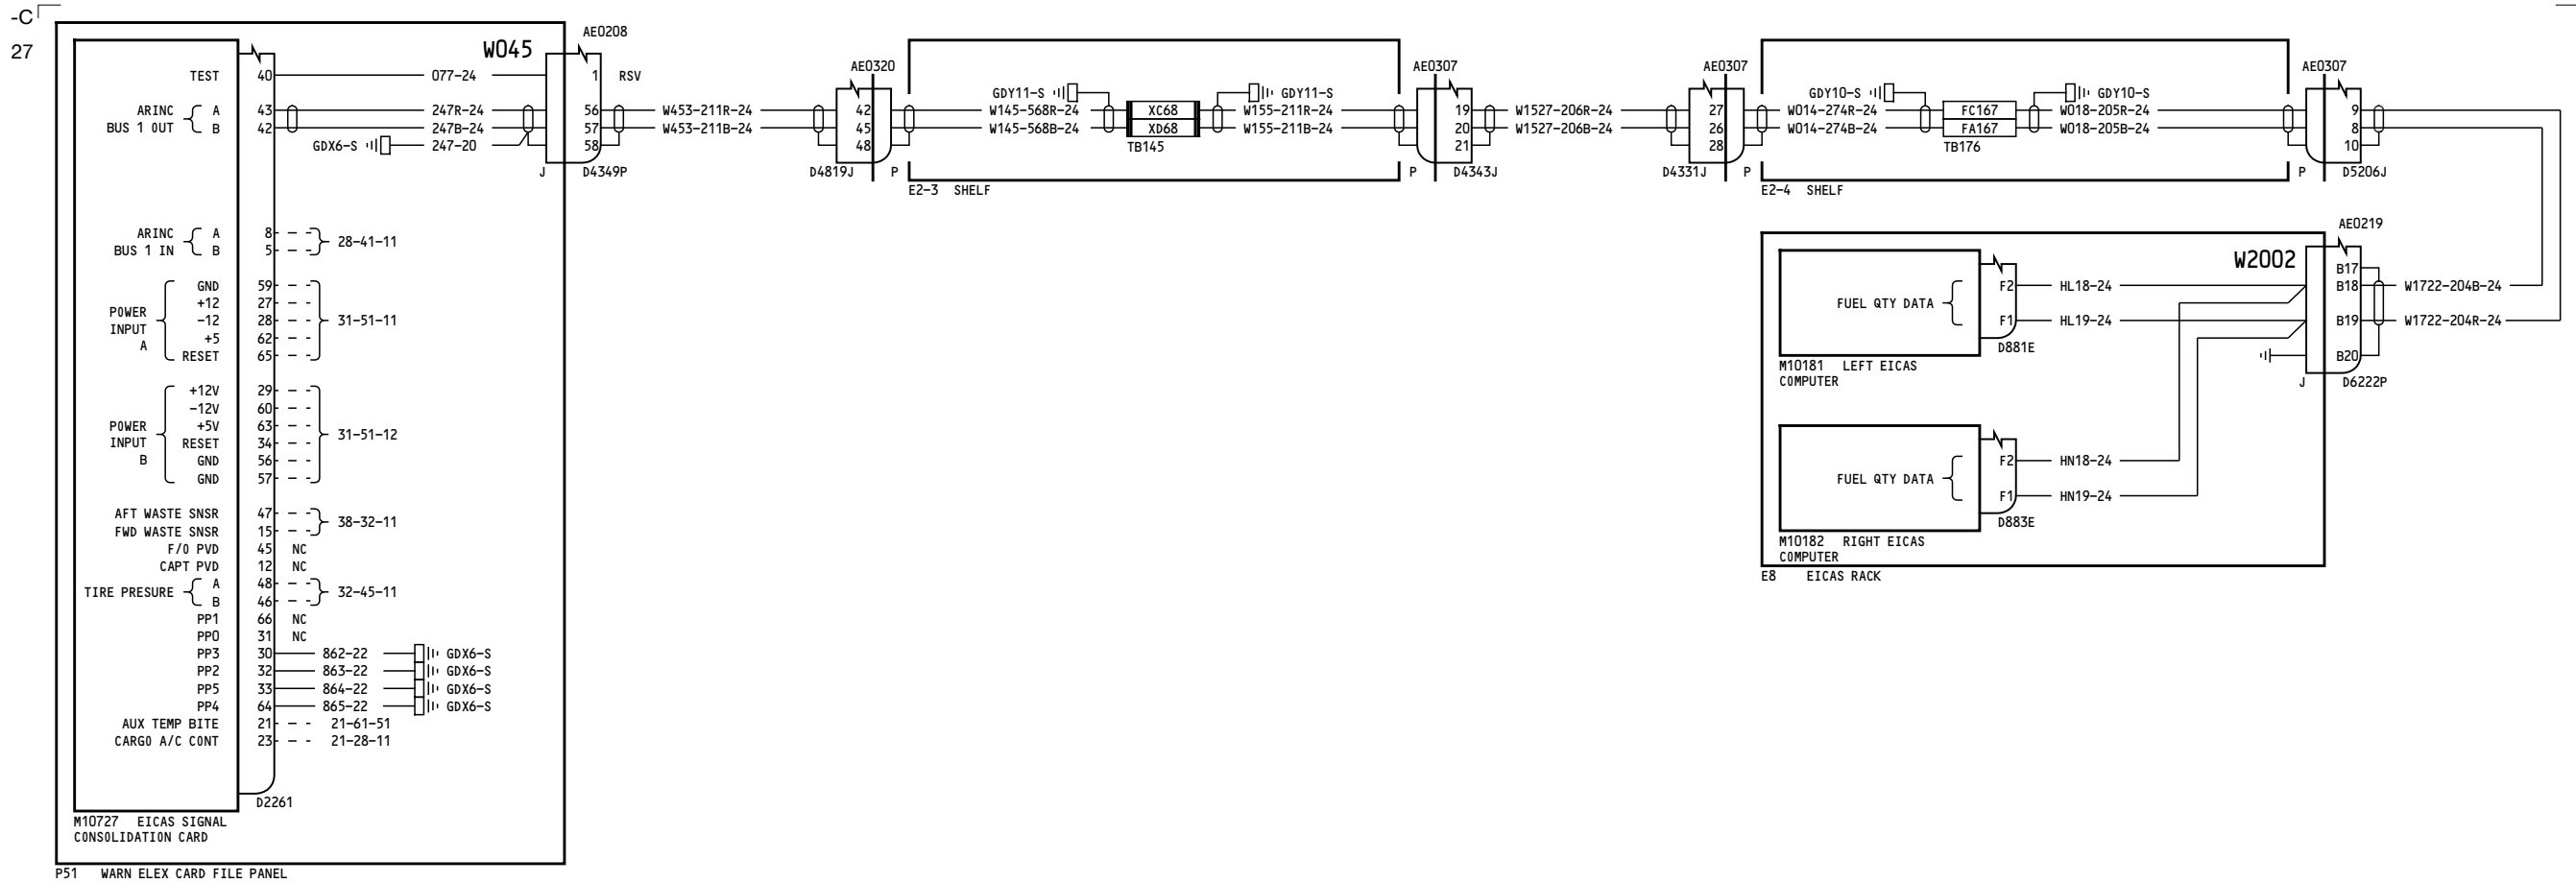 -C
27
W045
AE0208
TEST 40 077-24 1 RSV
ARINC BUS 1 OUT
A 43 247R-24 56 W453-211R-24
B 42 247B-24 57 W453-211B-24
GDX6-S 247-20 58
J D4349P
ARINC BUS 1 IN
A 8
B 5
28-41-11
POWER INPUT A
GND 59
+12 27
-12 28
+5 62
RESET 65
31-51-11
POWER INPUT B
+12V 29
-12V 60
+5V 63
RESET 34
GND 56
GND 57
31-51-12
AFT WASTE SNSR 47
FWD WASTE SNSR 15
38-32-11
F/O PVD 45 NC
CAPT PVD 12 NC
TIRE PRESURE
A 48
B 46
32-45-11
PP1 66 NC
PP0 31 NC
PP3 30 862-22 GDX6-S
PP2 32 863-22 GDX6-S
PP5 33 864-22 GDX6-S
PP4 64 865-22 GDX6-S
AUX TEMP BITE 21 21-61-51
CARGO A/C CONT 23 21-28-11
D2261
M10727 EICAS SIGNAL
CONSOLIDATION CARD
P51 WARN ELEX CARD FILE PANEL
AE0320
42
45
48
D4819J P
GDY11-S GDY11-S
W145-568R-24 XC68 W155-211R-24
W145-568B-24 XD68 W155-211B-24
TB145
E2-3 SHELF
AE0307
19 W1527-206R-24
20 W1527-206B-24
21
P D4343J
AE0307
27
26
28
D4331J P
GDY10-S GDY10-S
W014-274R-24 FC167 W018-205R-24
W014-274B-24 FA167 W018-205B-24
TB176
E2-4 SHELF
AE0307
9
8
10
P D5206J
AE0219
W2002
B17
B18 W1722-204B-24
B19 W1722-204R-24
B20
J D6222P
FUEL QTY DATA
F2 HL18-24
F1 HL19-24
D881E
M10181 LEFT EICAS
COMPUTER
FUEL QTY DATA
F2 HN18-24
F1 HN19-24
D883E
M10182 RIGHT EICAS
COMPUTER
E8 EICAS RACK